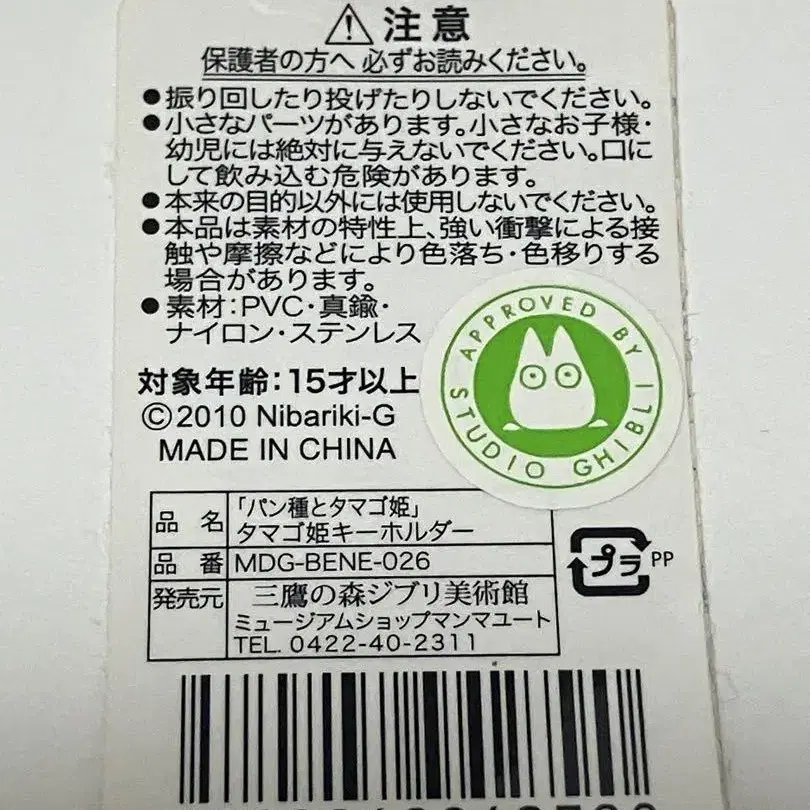 ⚠注意
保護者の方へ 必ずお読みください。
●振り回したり投げたりしないでください。
●小さなパーツがあります。小さなお子様・
幼児には絶対に与えないでください。口に
して飲み込む危険があります。
●本来の目的以外には使用しないでください。
●本品は素材の特性上、強い衝撃による接
触や摩擦などにより色落ち・色移りする
場合があります。
●素材：PVC・真鍮・
ナイロン・ステンレス
APPROVED BY
STUDIO GHIBLI
対象年齢：15才以上
©2010 Nibariki-G
MADE IN CHINA
品 名 「パン種とタマゴ姫」
タマゴ姫キーホルダー
品 番 MDG-BENE-026
発売元 三鷹の森ジブリ美術館
ミュージアムショップマンマユート
TEL. 0422-40-2311
プラ PP